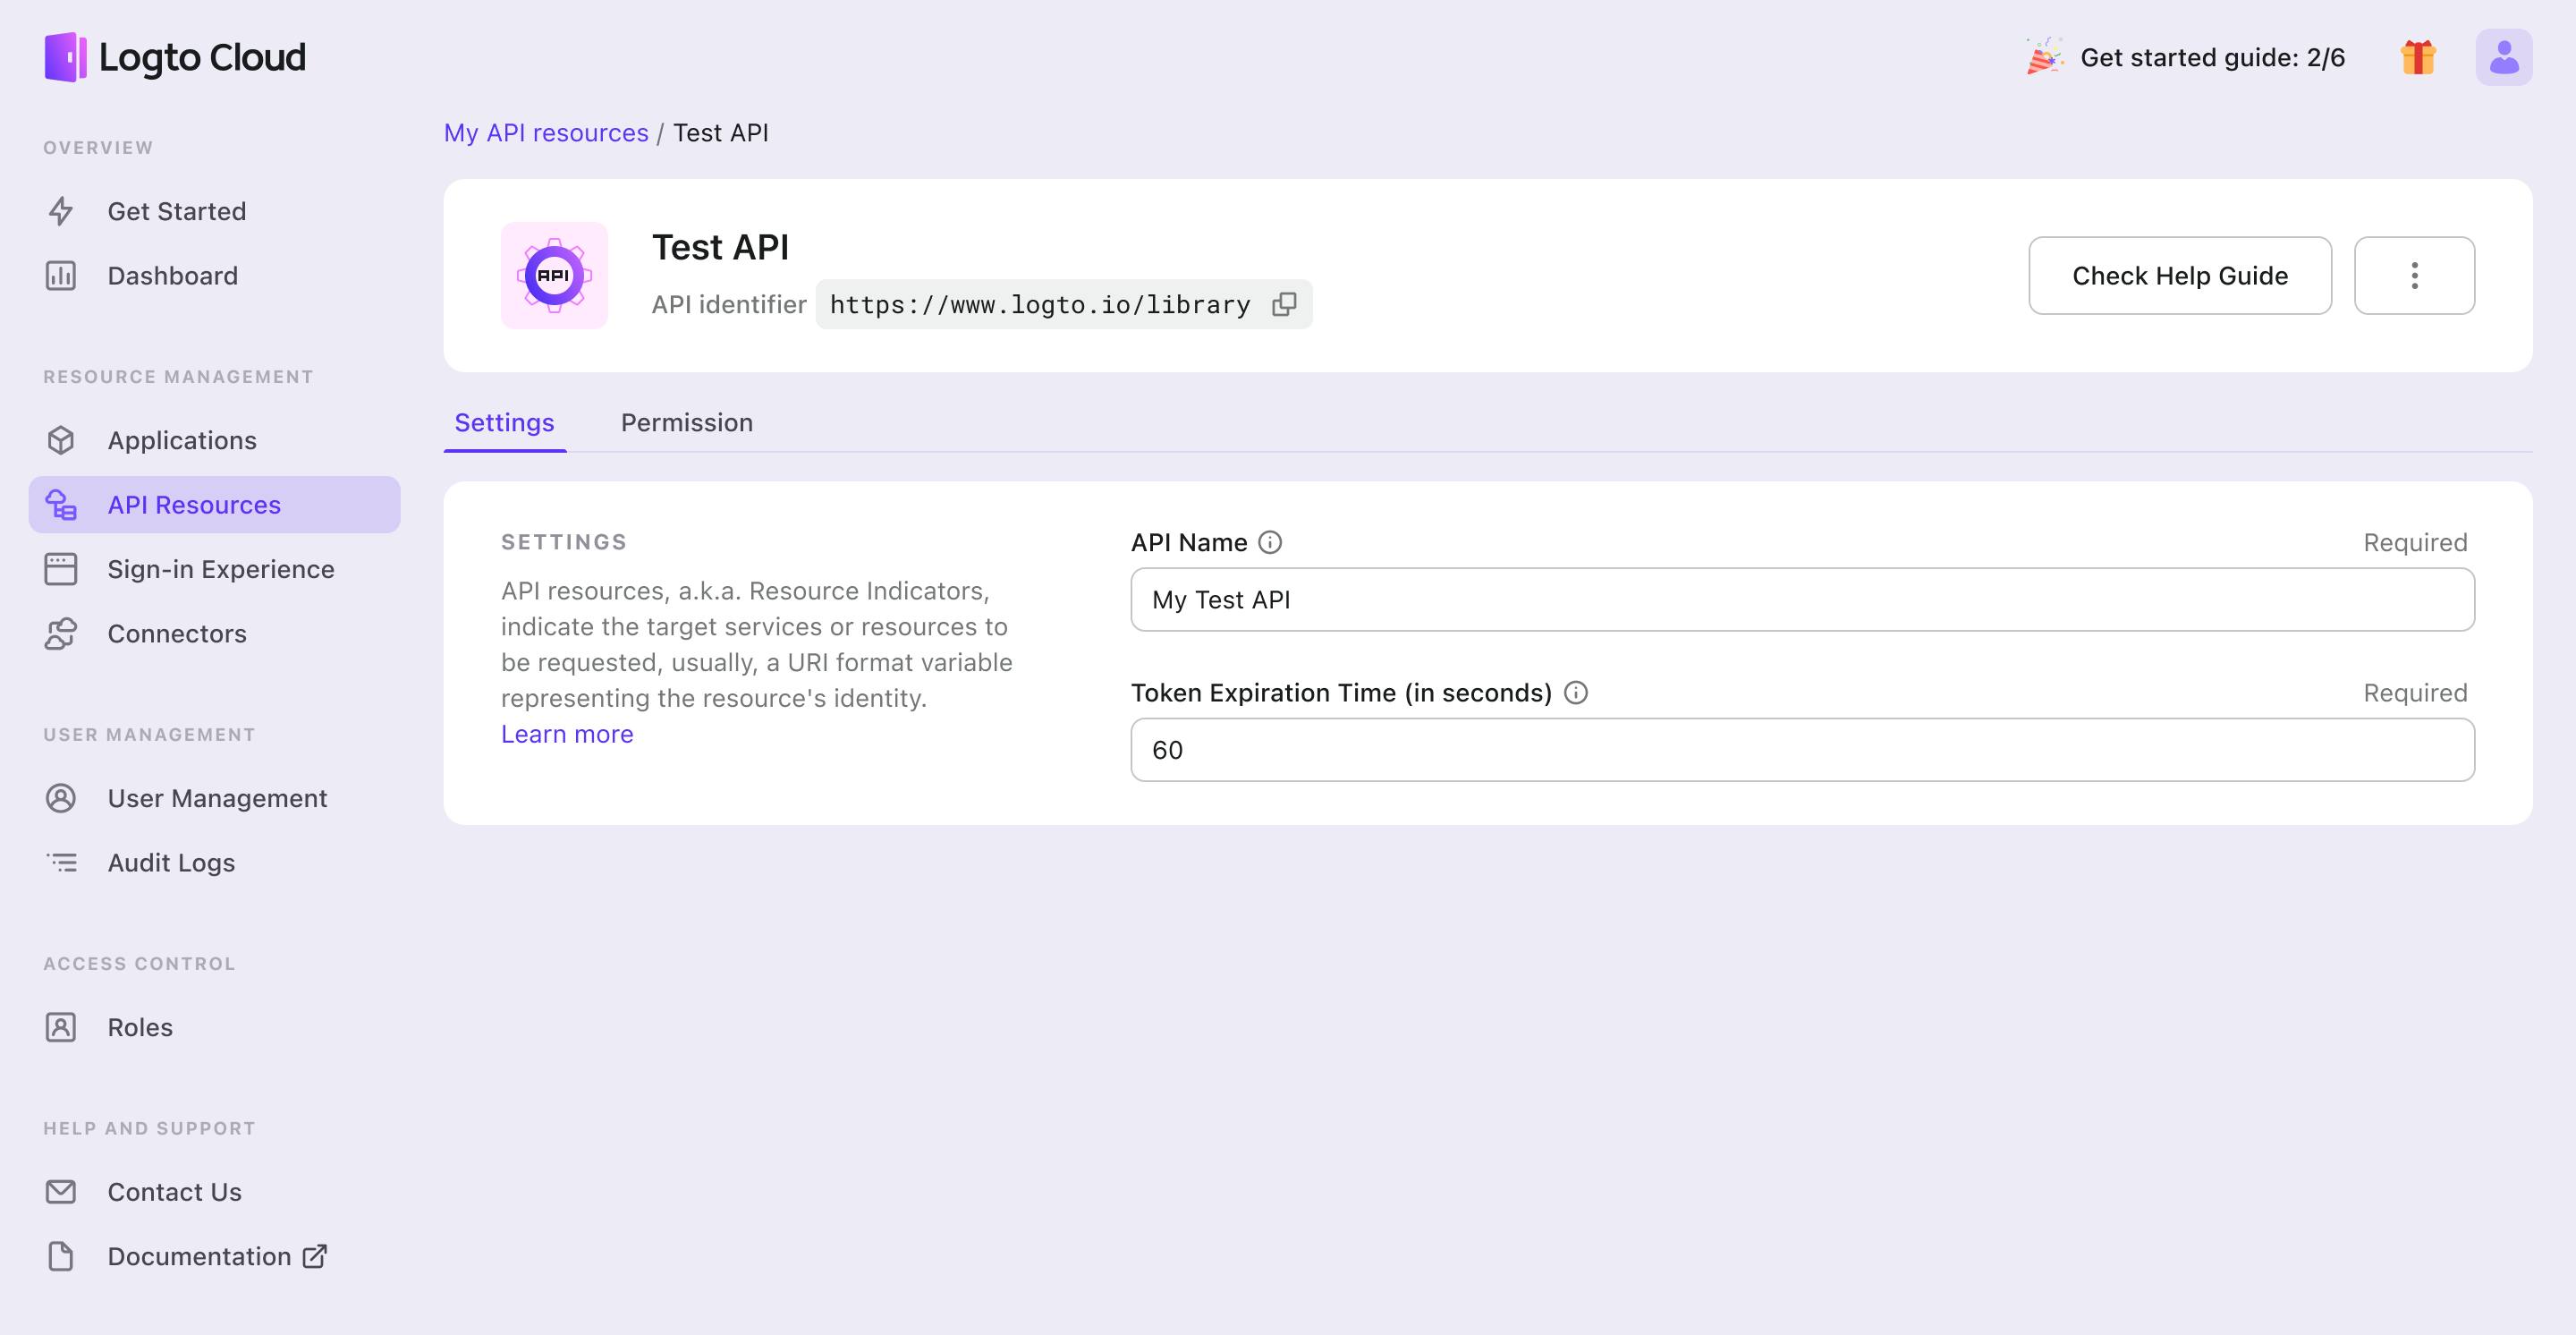 Logto Cloud
Get started guide: 2/6
OVERVIEW
Get Started
Dashboard
RESOURCE MANAGEMENT
Applications
API Resources
Sign-in Experience
Connectors
USER MANAGEMENT
User Management
Audit Logs
ACCESS CONTROL
Roles
HELP AND SUPPORT
Contact Us
Documentation
My API resources / Test API
API
Test API
API identifier https://www.logto.io/library
Check Help Guide
Settings Permission
SETTINGS
API resources, a.k.a. Resource Indicators,
indicate the target services or resources to
be requested, usually, a URI format variable
representing the resource's identity.
Learn more
API Name Required
My Test API
Token Expiration Time (in seconds) Required
60